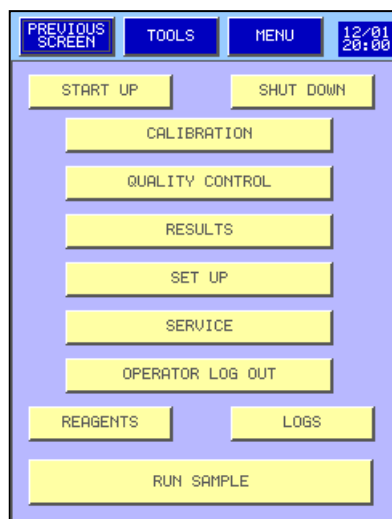 PREVIOUS SCREEN TOOLS MENU 12/01 20:00
START UP SHUT DOWN
CALIBRATION
QUALITY CONTROL
RESULTS
SET UP
SERVICE
OPERATOR LOG OUT
REAGENTS LOGS
RUN SAMPLE